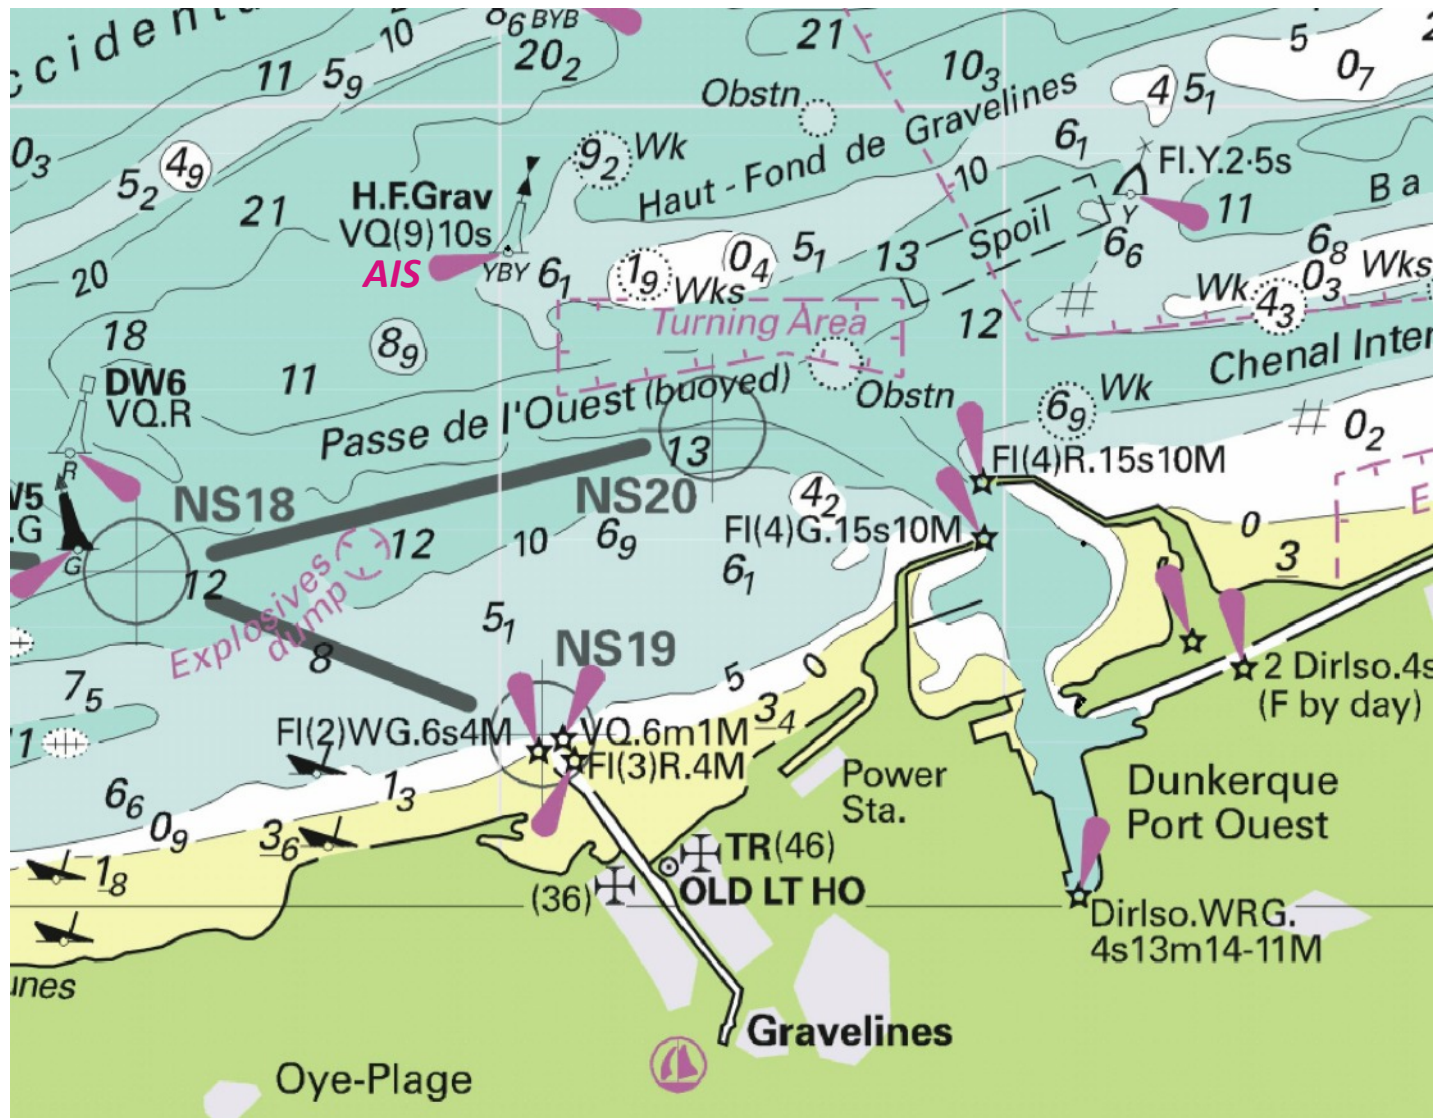 ccident
10
8₆ BYB
20₂
21
5
0₇
11
5₉
10₃
Obstn
4
5₁
Haut - Fond de Gravelines
0₃
5₂
4₉
9₂ Wk
6₁
Fl.Y.2·5s
H.F.Grav
VQ(9)10s
AIS
YBY
21
10
Spoil
Y
11
Ba
6₆
6₈
20
6₁
1₉
Wks
0₄
5₁
13
Wk
4₃
0₃
Wks
Turning Area
12
18
8₉
11
Chenal Inter
DW6
VQ.R
R
Passe de l'Ouest (buoyed)
Obstn
6₉
Wk
0₂
13
NS18
NS20
Fl(4)R.15s10M
W5
.G
G
12
10
6₉
4₂
Fl(4)G.15s10M
6₁
0
3
E
12
Explosives
dump
8
5₁
NS19
5
0
3₄
2 DirIso.4s
(F by day)
7₅
1
Fl(2)WG.6s4M
VQ.6m1M
Fl(3)R.4M
Power
Sta.
Dunkerque
Port Ouest
6₆
0₉
1₃
3₆
1₈
TR(46)
OLD LT HO
(36)
DirIso.WRG.
4s13m14-11M
unes
Gravelines
Oye-Plage